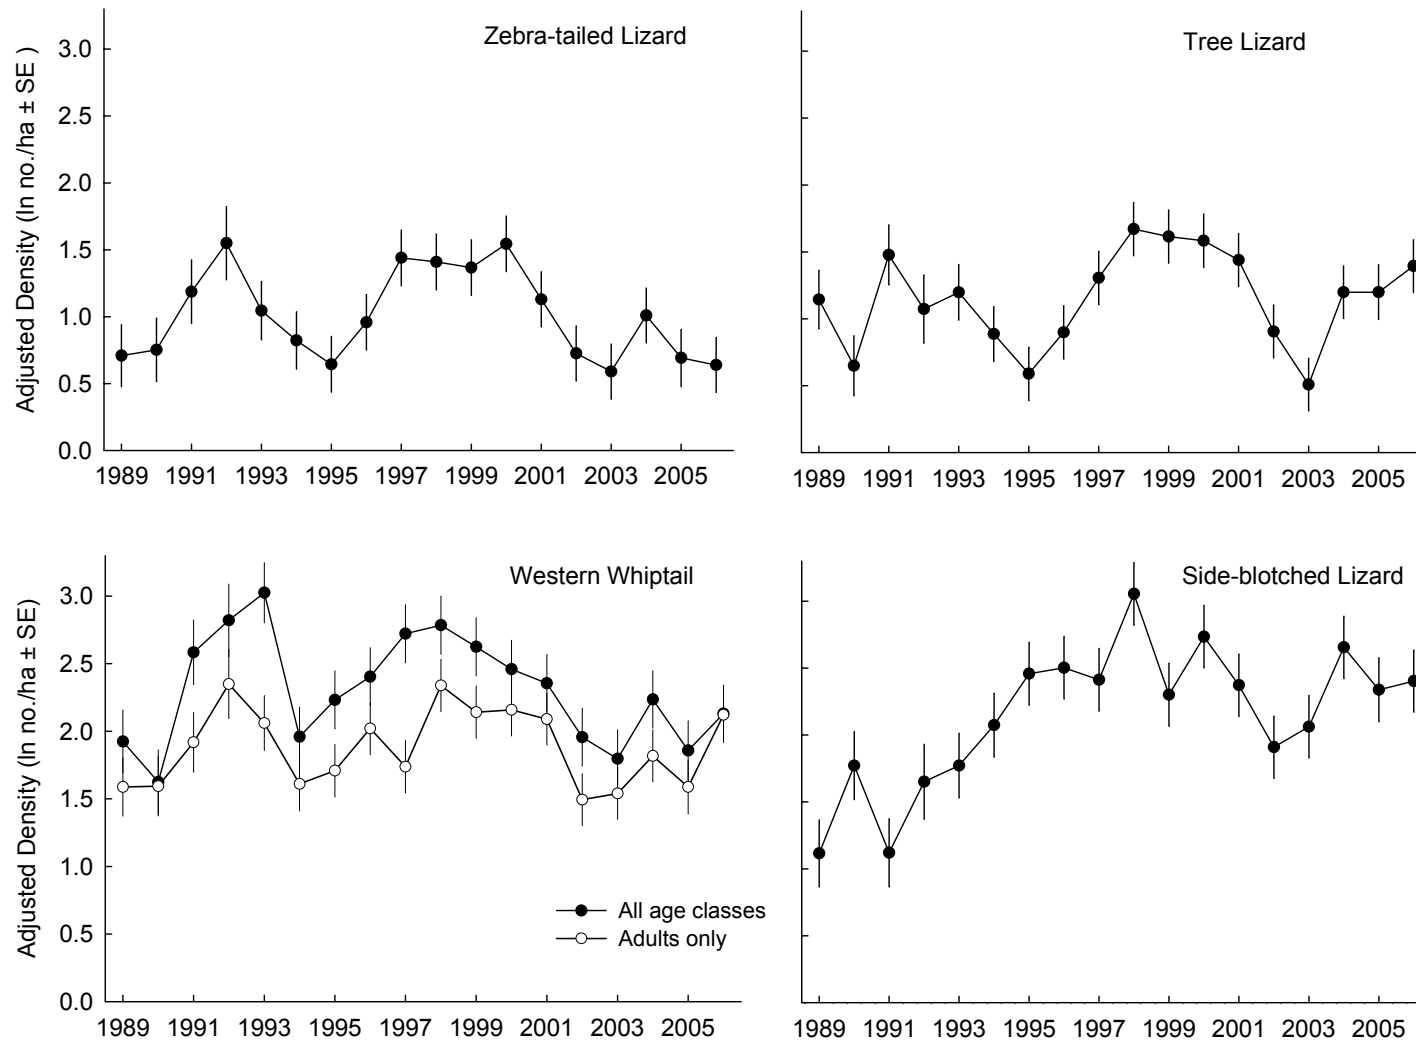 Zebra-tailed Lizard
Adjusted Density (ln no./ha ± SE )
3.0
2.5
2.0
1.5
1.0
0.5
0.0
1989 1991 1993 1995 1997 1999 2001 2003 2005
Tree Lizard
1989 1991 1993 1995 1997 1999 2001 2003 2005
Western Whiptail
Adjusted Density (ln no./ha ± SE)
3.0
2.5
2.0
1.5
1.0
0.5
0.0
All age classes
Adults only
1989 1991 1993 1995 1997 1999 2001 2003 2005
Side-blotched Lizard
1989 1991 1993 1995 1997 1999 2001 2003 2005